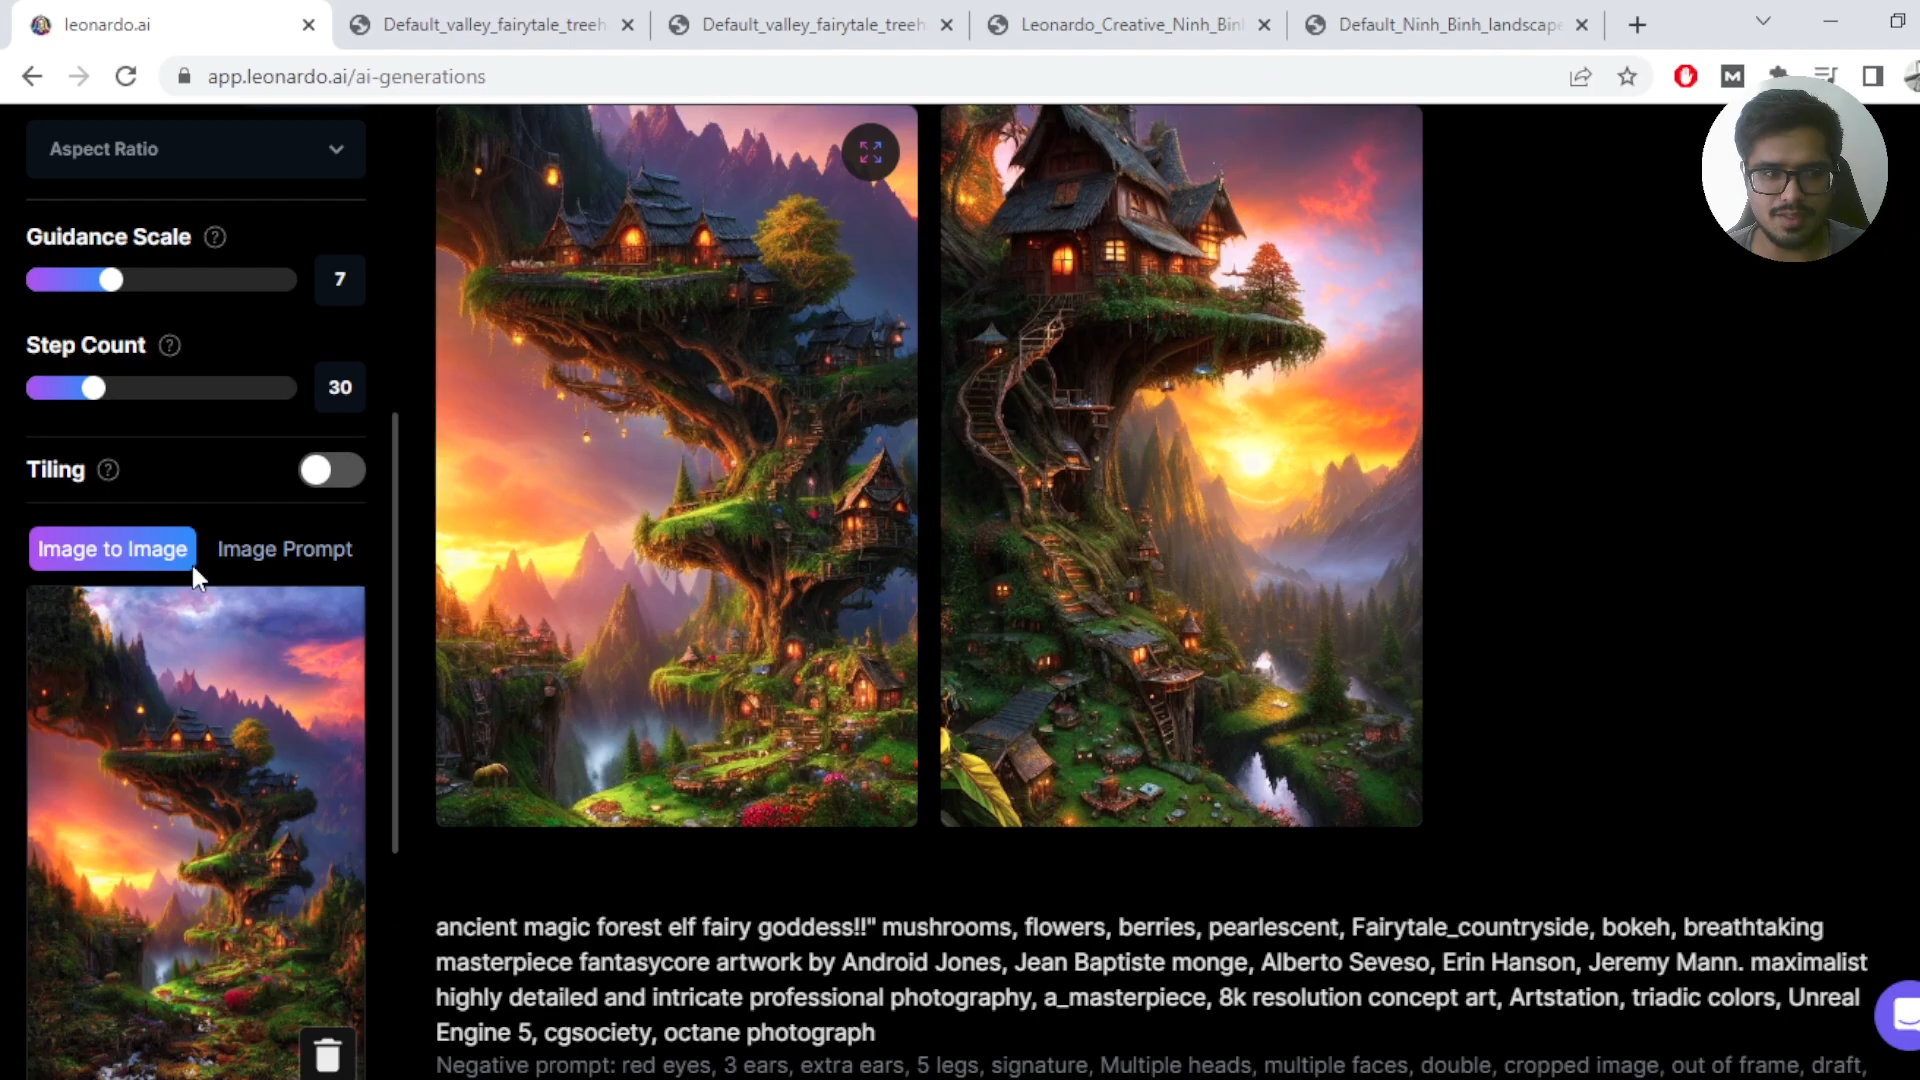 leonardo.ai
Default_valley_fairytale_treeh
Default_valley_fairytale_treeh
Leonardo_Creative_Ninh_Binl
Default_Ninh_Binh_landscape
app.leonardo.ai/ai-generations
Aspect Ratio
Guidance Scale ?
7
Step Count ?
30
Tiling ?
Image to Image
Image Prompt
ancient magic forest elf fairy goddess!!" mushrooms, flowers, berries, pearlescent, Fairytale_countryside, bokeh, breathtaking
masterpiece fantasycore artwork by Android Jones, Jean Baptiste monge, Alberto Seveso, Erin Hanson, Jeremy Mann. maximalist
highly detailed and intricate professional photography, a_masterpiece, 8k resolution concept art, Artstation, triadic colors, Unreal
Engine 5, cgsociety, octane photograph
Negative prompt: red eyes, 3 ears, extra ears, 5 legs, signature, Multiple heads, multiple faces, double, cropped image, out of frame, draft,